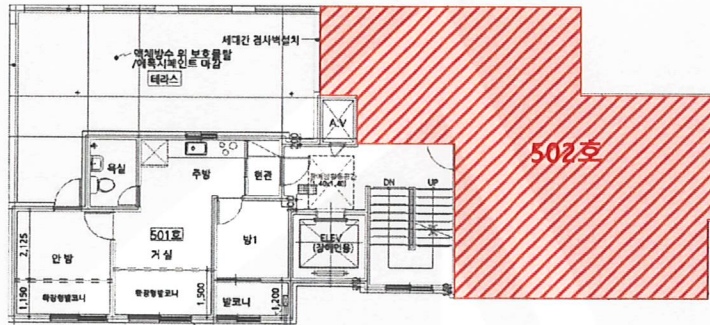 세대간 경사벽설치
액체방수 위 보호몰탈
/에폭시페인트 마감
테라스
A.V
502호
욕실
주방
현관
DN
UP
501호
거 실
방1
ELEV
(장애인용)
안 방
2,125
1,150
확장형발코니
확장형발코니
1,500
발코니
1,200